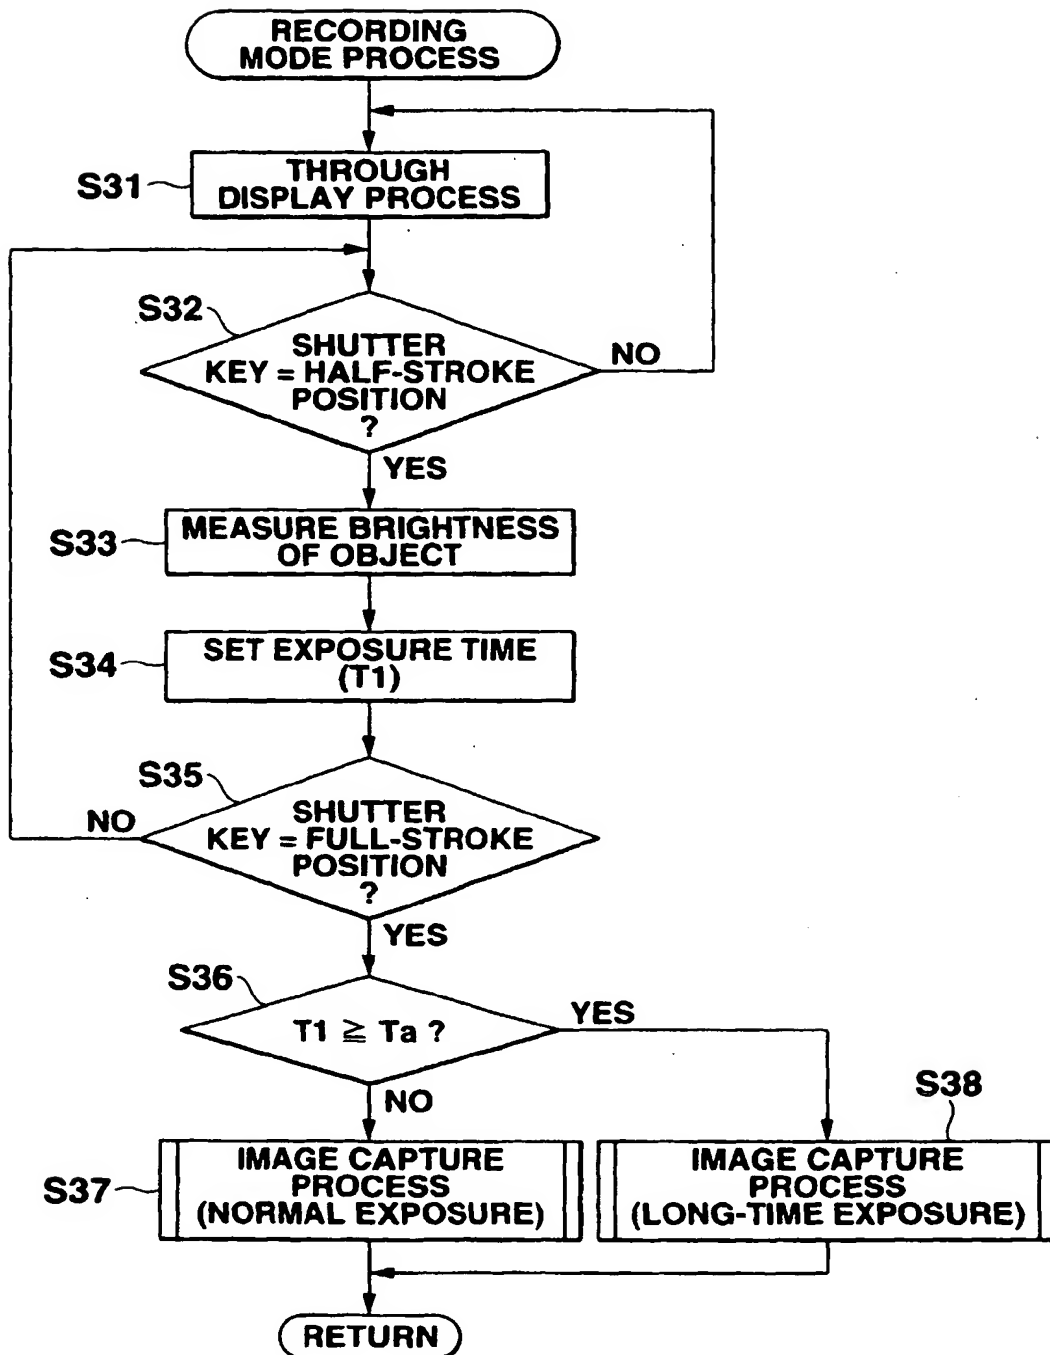 RECORDING
MODE PROCESS
S31
THROUGH
DISPLAY PROCESS
S32
SHUTTER
KEY = HALF-STROKE
POSITION
?
NO
YES
S33
MEASURE BRIGHTNESS
OF OBJECT
S34
SET EXPOSURE TIME
(T1)
S35
SHUTTER
KEY = FULL-STROKE
POSITION
?
NO
YES
S36
T1 ≧ Ta ?
YES
NO
S37
IMAGE CAPTURE
PROCESS
(NORMAL EXPOSURE)
S38
IMAGE CAPTURE
PROCESS
(LONG-TIME EXPOSURE)
RETURN